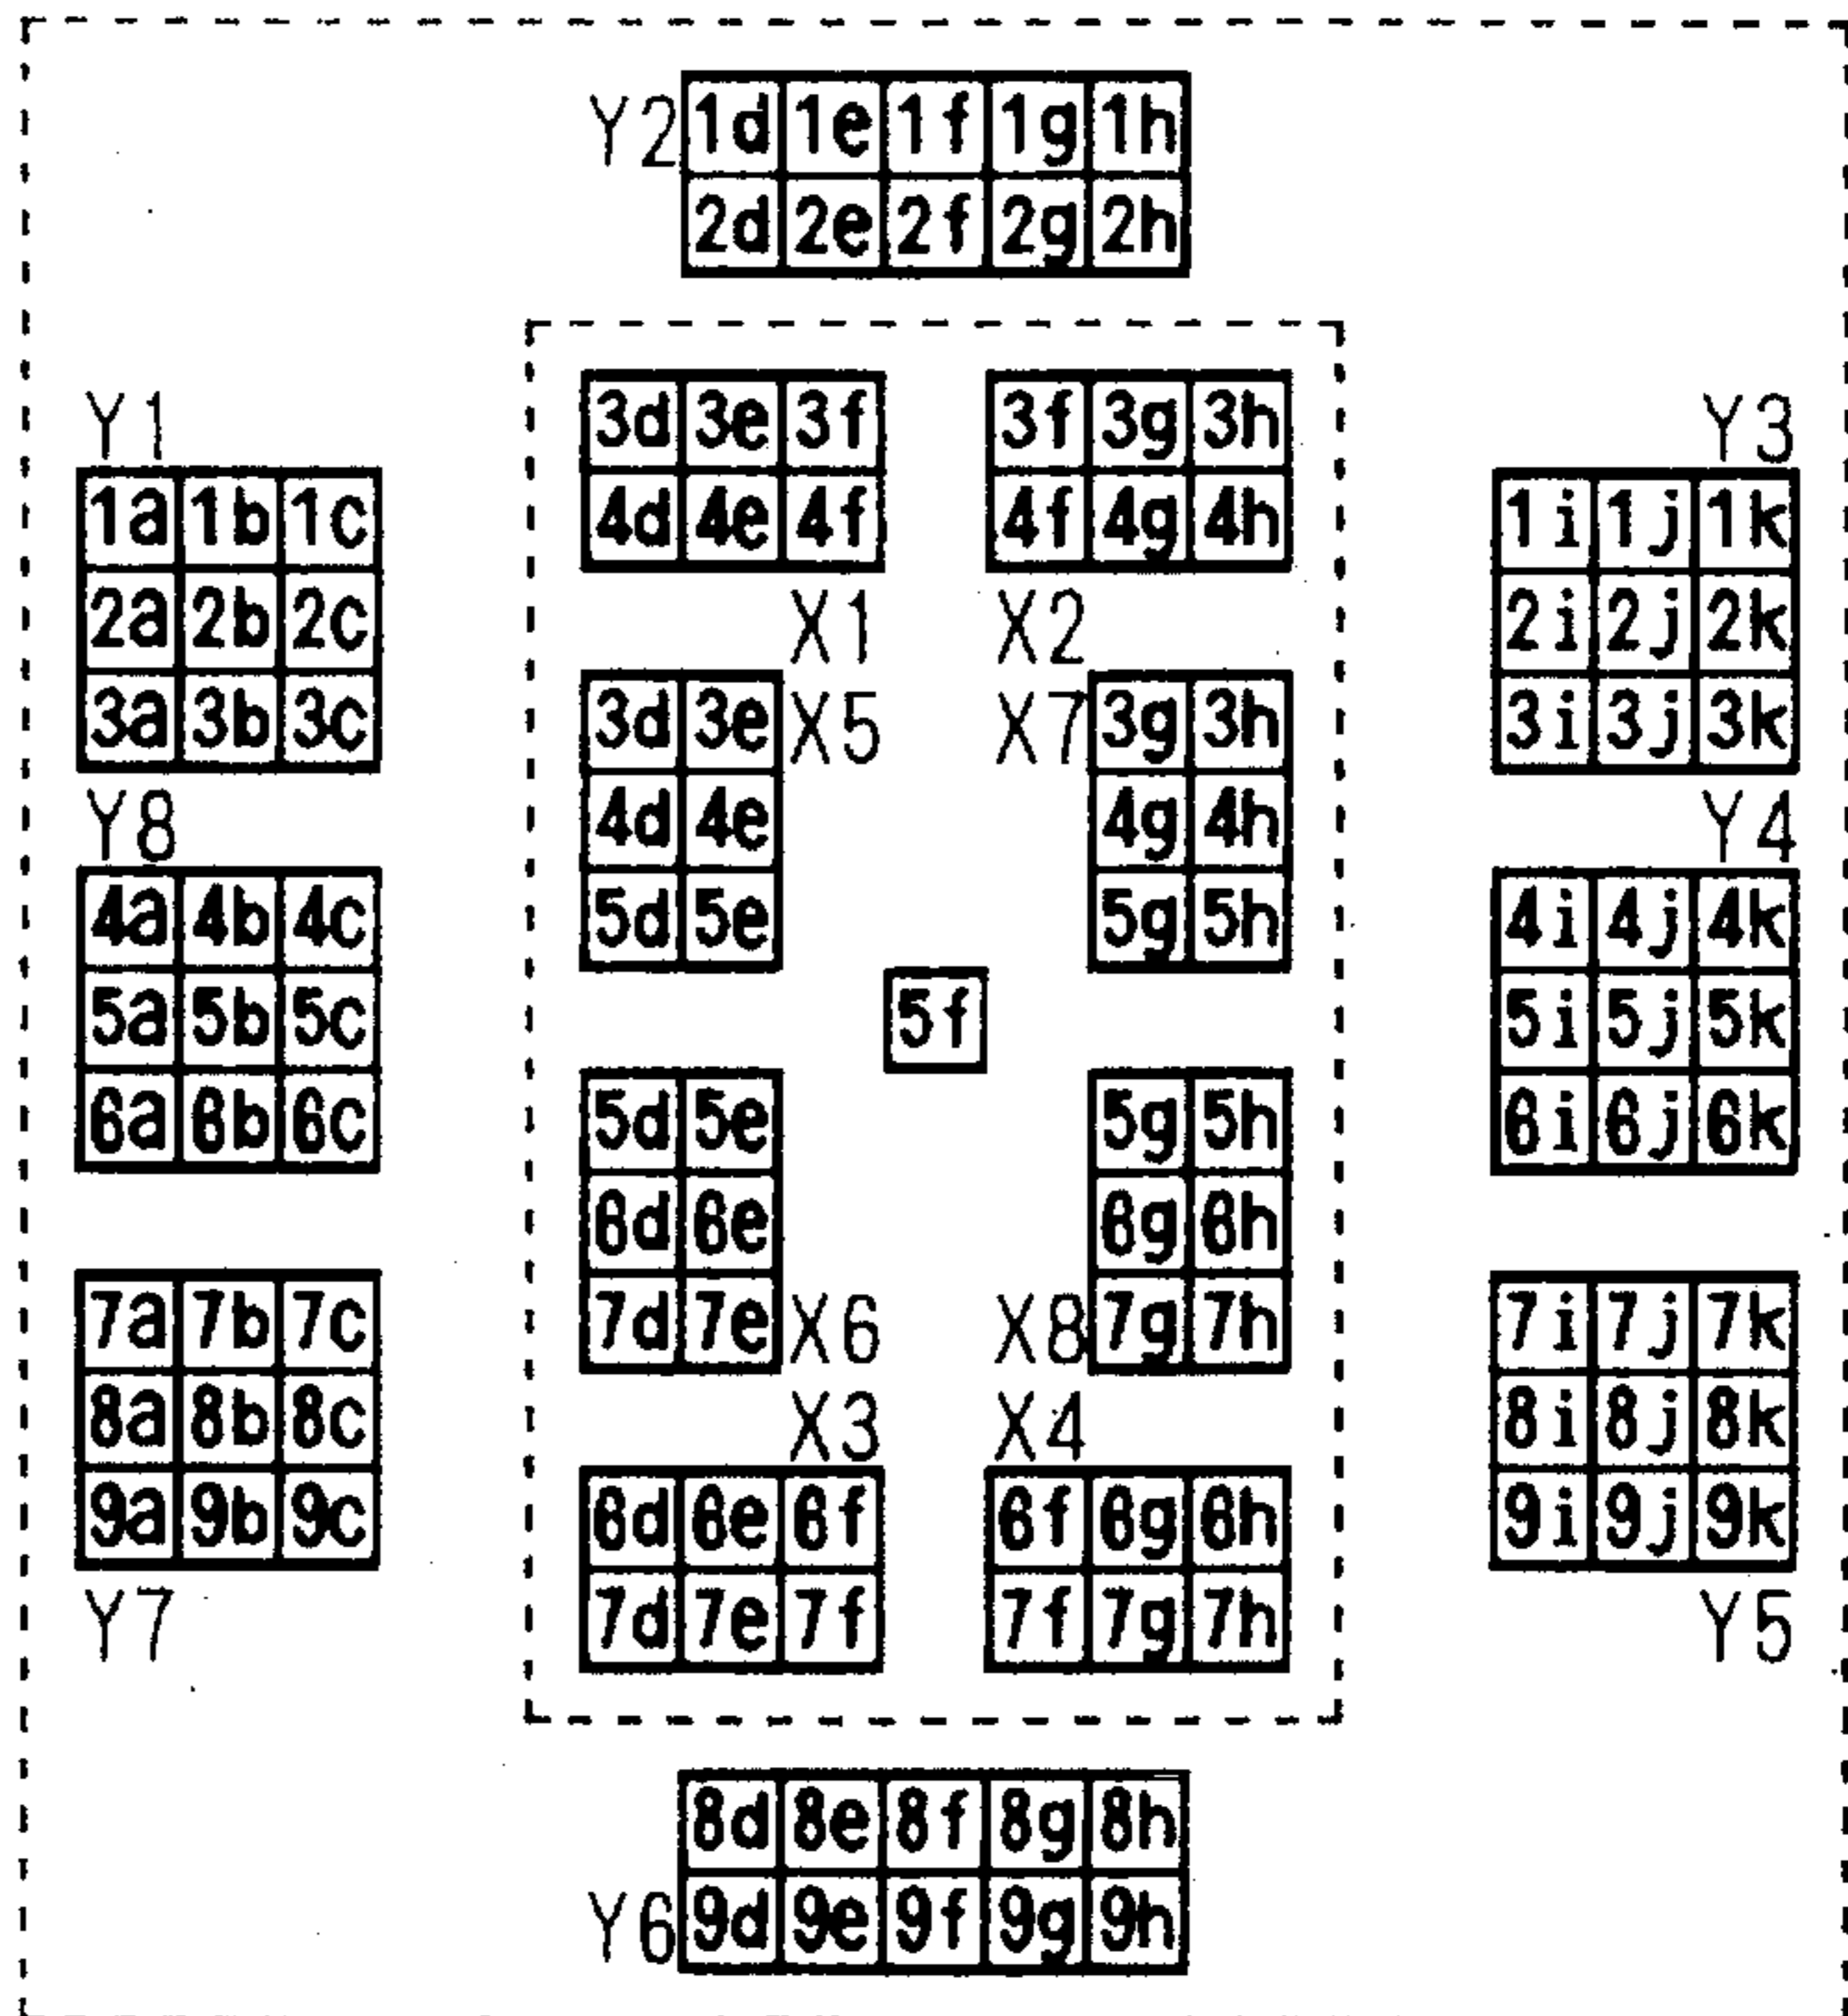 Y2 1d 1e 1f 1g 1h
2d 2e 2f 2g 2h
Y1
1a 1b 1c
2a 2b 2c
3a 3b 3c
Y8
4a 4b 4c
5a 5b 5c
6a 6b 6c
7a 7b 7c
8a 8b 8c
9a 9b 9c
Y7
3d 3e 3f
4d 4e 4f
X1
3f 3g 3h
4f 4g 4h
X2
3d 3e X5
4d 4e
5d 5e
X7 3g 3h
4g 4h
5g 5h
5f
5d 5e
6d 6e
7d 7e X6
5g 5h
6g 6h
X8 7g 7h
X3
6d 6e 6f
7d 7e 7f
X4
6f 6g 6h
7f 7g 7h
Y3
1i 1j 1k
2i 2j 2k
3i 3j 3k
Y4
4i 4j 4k
5i 5j 5k
6i 6j 6k
7i 7j 7k
8i 8j 8k
9i 9j 9k
Y5
8d 8e 8f 8g 8h
Y6 9d 9e 9f 9g 9h